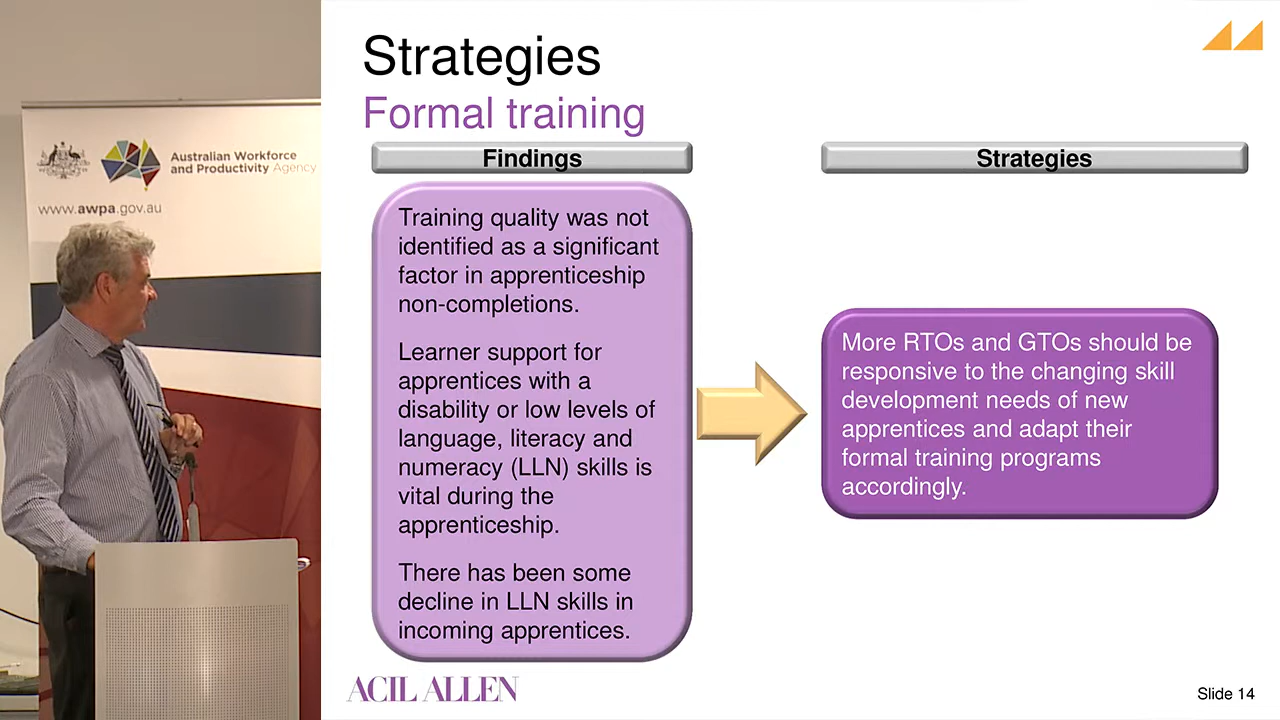 Australian Workforce
and Productivity Agency
www.awpa.gov.au
Strategies
Formal training
Findings
Training quality was not
identified as a significant
factor in apprenticeship
non-completions.
Learner support for
apprentices with a
disability or low levels of
language, literacy and
numeracy (LLN) skills is
vital during the
apprenticeship.
There has been some
decline in LLN skills in
incoming apprentices.
Strategies
More RTOs and GTOs should be
responsive to the changing skill
development needs of new
apprentices and adapt their
formal training programs
accordingly.
ACIL ALLEN
Slide 14